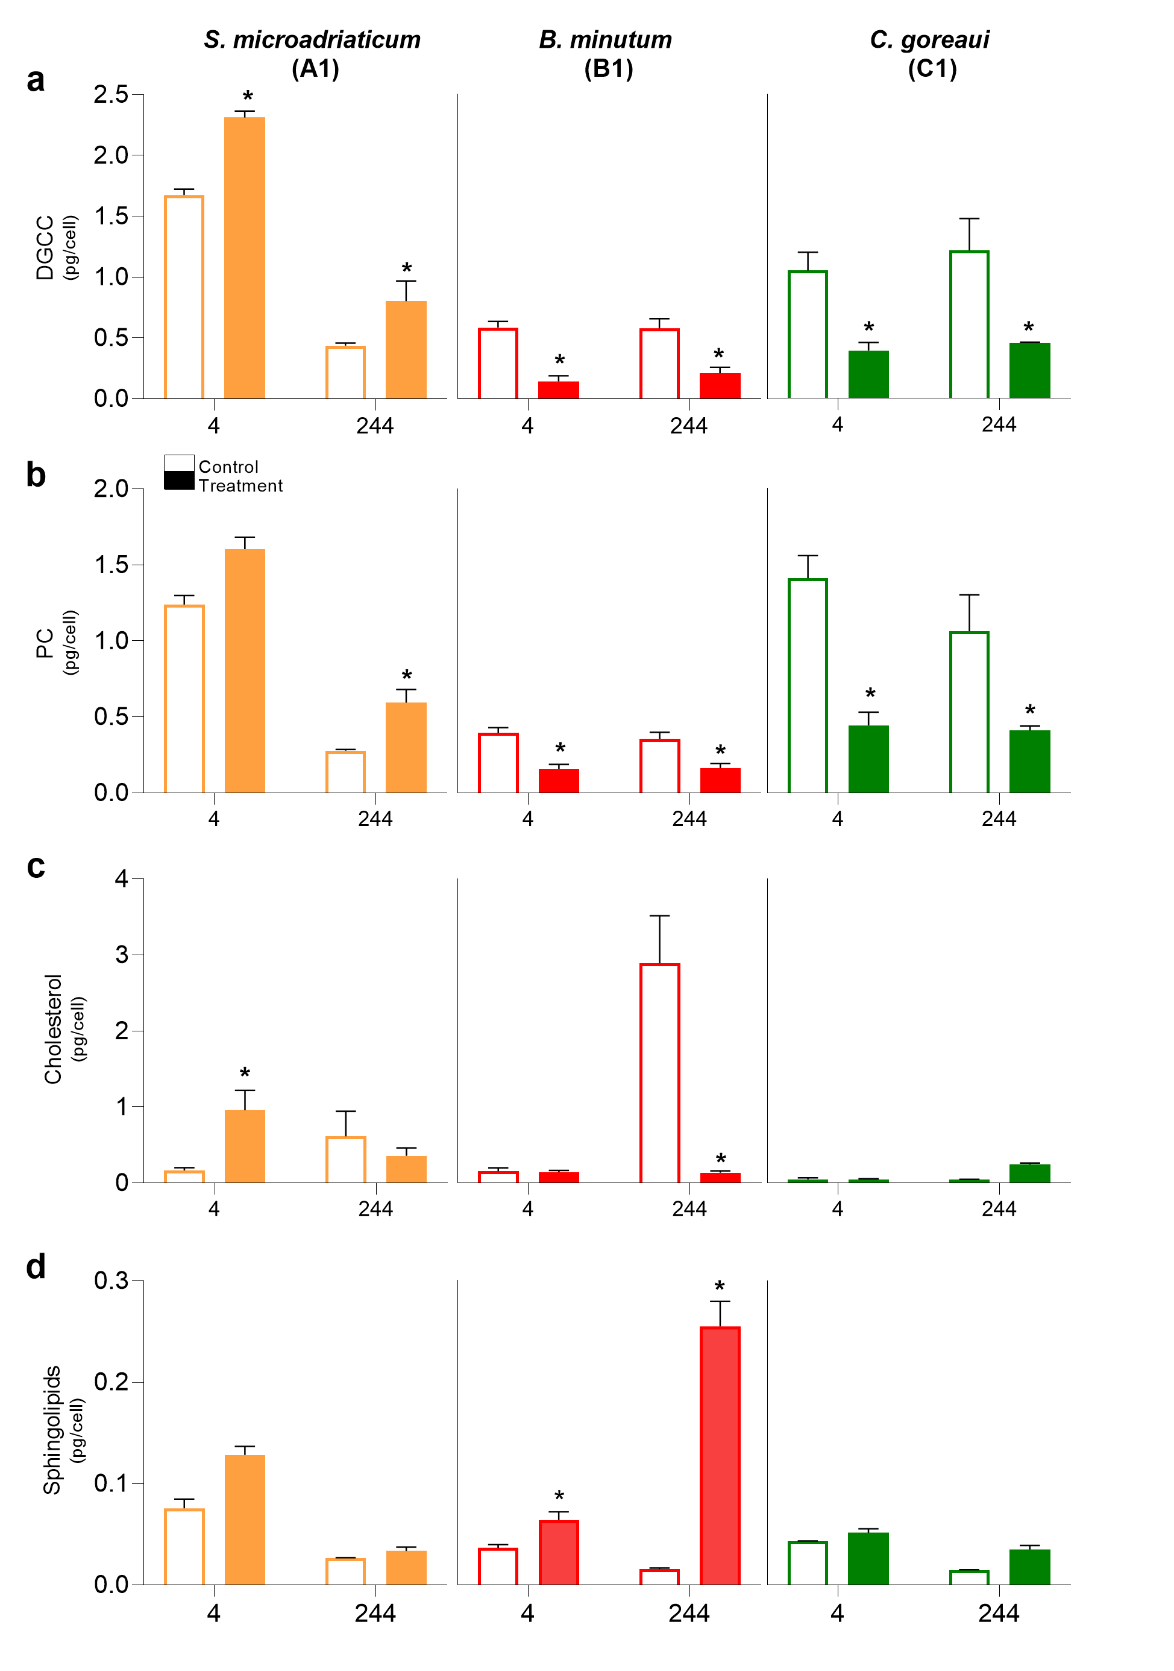 S. microadriaticum
(A1)
B. minutum
(B1)
C. goreaui
(C1)
a
2.5
2.0
1.5
1.0
0.5
0.0
DGCC
(pg/cell)
*
*
*
*
*
*
4
244
4
244
4
244
b
Control
Treatment
2.0
1.5
1.0
0.5
0.0
PC
(pg/cell)
*
*
*
*
*
4
244
4
244
4
244
c
4
3
2
1
0
Cholesterol
(pg/cell)
*
*
4
244
4
244
4
244
d
0.3
0.2
0.1
0.0
Sphingolipids
(pg/cell)
*
*
4
244
4
244
4
244